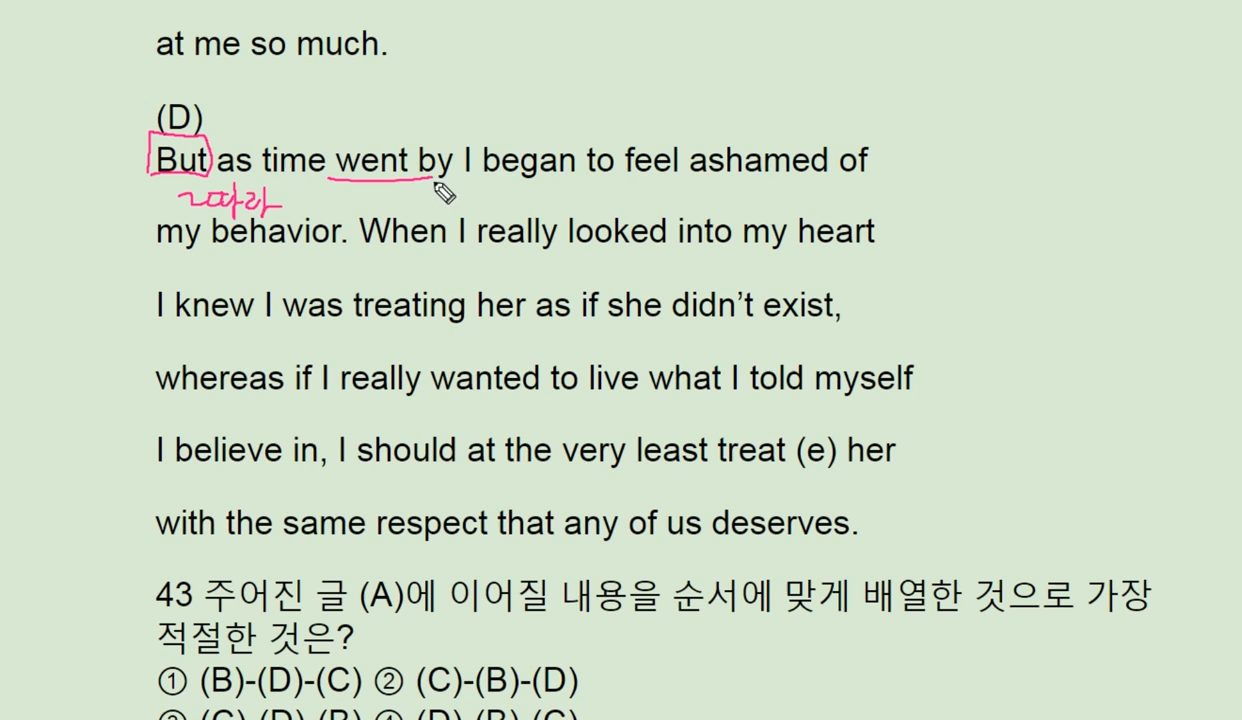 at me so much.
(D)
But as time went by I began to feel ashamed of
~따라
my behavior. When I really looked into my heart
I knew I was treating her as if she didn’t exist,
whereas if I really wanted to live what I told myself
I believe in, I should at the very least treat (e) her
with the same respect that any of us deserves.
43 주어진 글 (A)에 이어질 내용을 순서에 맞게 배열한 것으로 가장
적절한 것은?
① (B)-(D)-(C) ② (C)-(B)-(D)
③ (C)-(D)-(B) ④ (D)-(B)-(C)